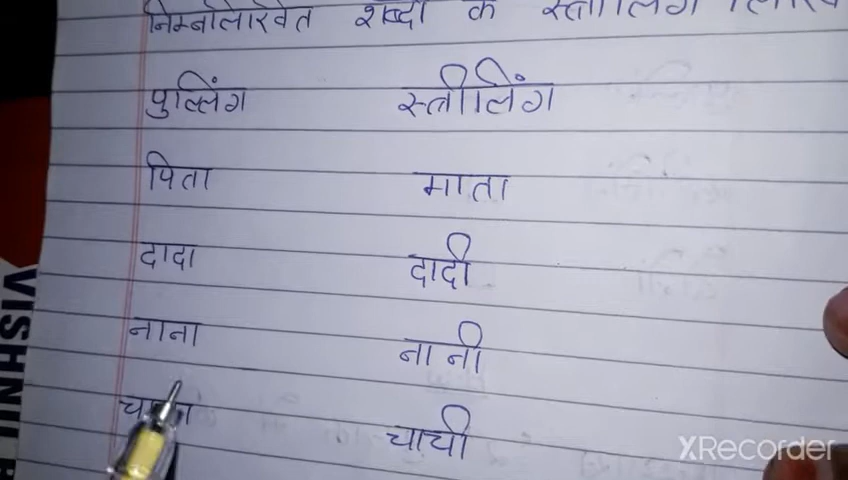 निम्नलिखित शब्दों के स्त्रीलिंग
पुल्लिंग स्त्रीलिंग
पिता माता
दादा दादी
नाना नानी
चाची
XRecorder
VISHNU